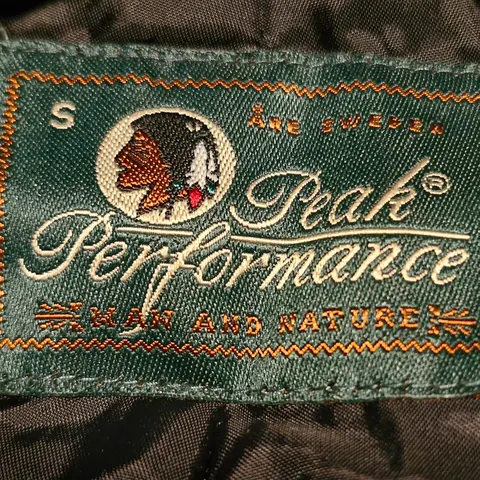 S
ÅRE SWEDEN
Peak®
Performance
MAN AND NATURE